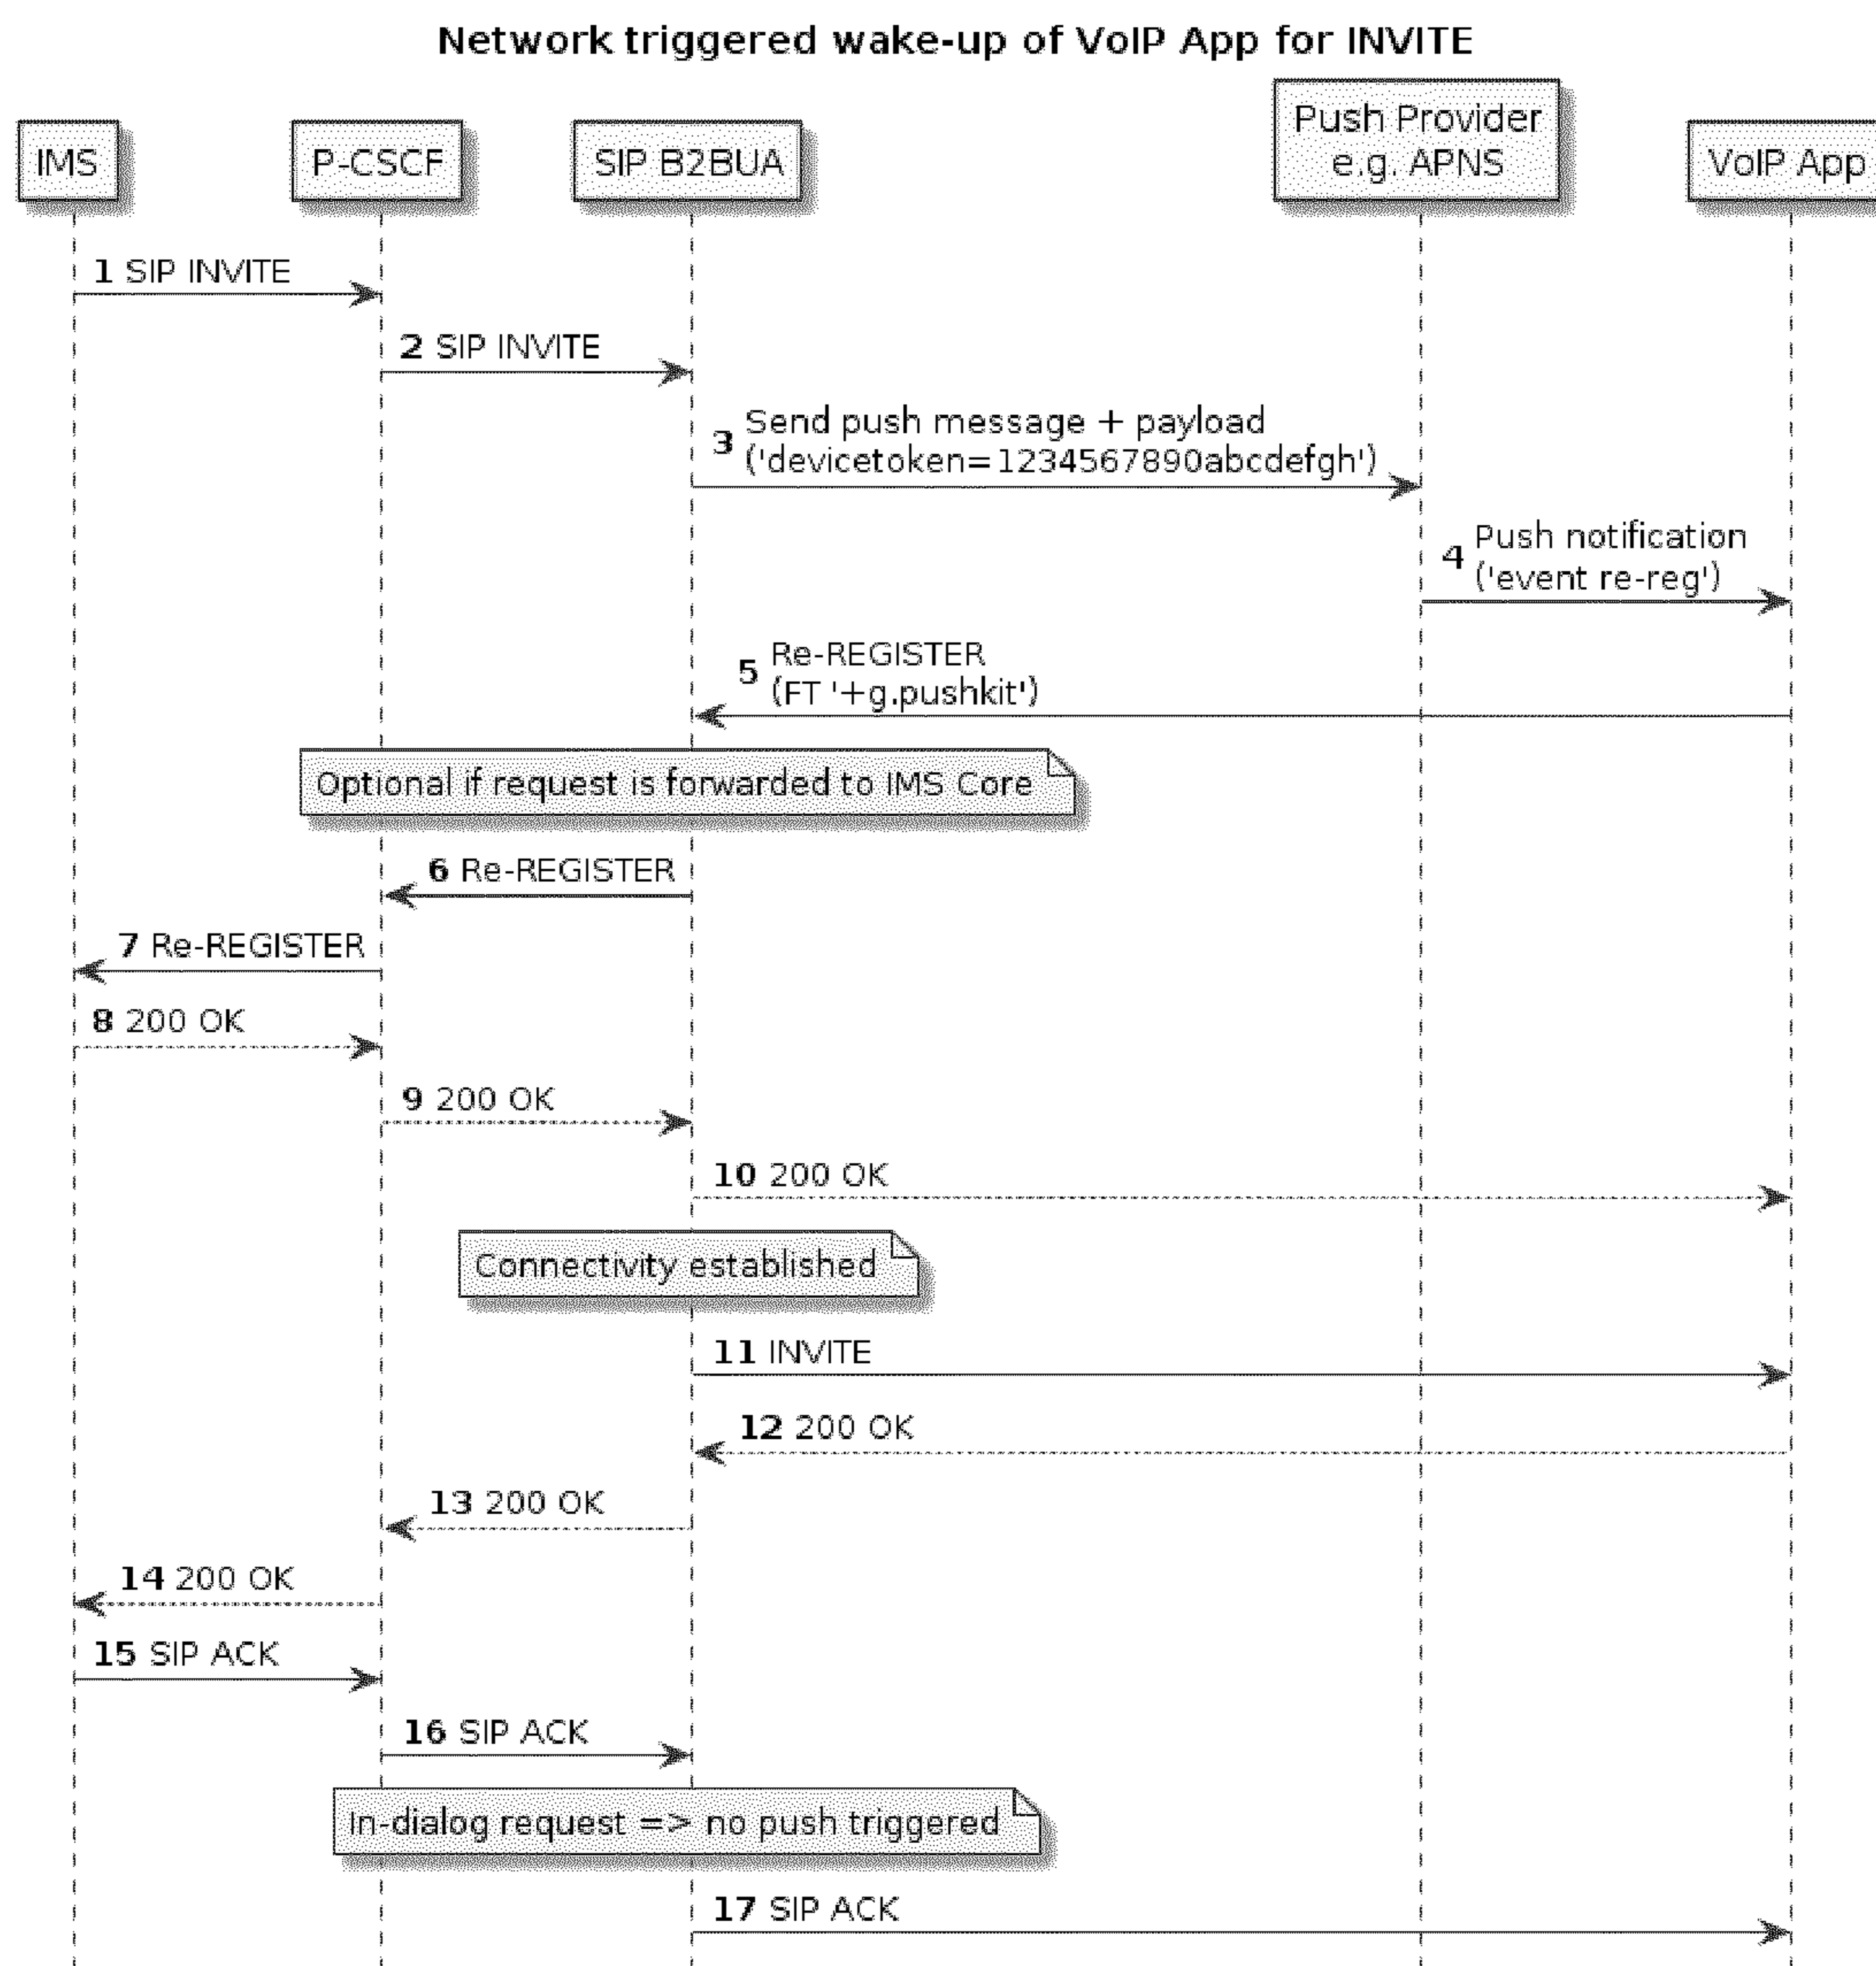 Network triggered wake-up of VoIP App for INVITE
IMS
P-CSCF
SIP B2BUA
Push Provider
e.g. APNS
VoIP App
1 SIP INVITE
2 SIP INVITE
3 Send push message + payload
('devicetoken=1234567890abcdefgh')
4 Push notification
('event re-reg')
5 Re-REGISTER
(FT '+g.pushkit')
Optional if request is forwarded to IMS Core
6 Re-REGISTER
7 Re-REGISTER
8 200 OK
9 200 OK
10 200 OK
Connectivity established
11 INVITE
12 200 OK
13 200 OK
14 200 OK
15 SIP ACK
16 SIP ACK
In-dialog request => no push triggered
17 SIP ACK